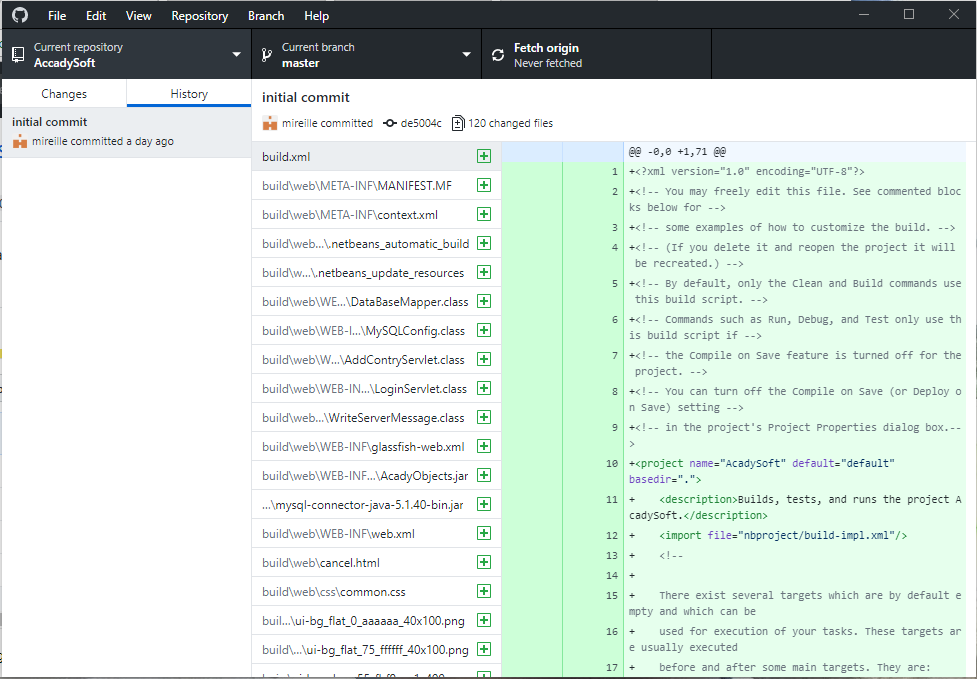 File Edit View Repository Branch Help
Current repository
AccadySoft
Current branch
master
Fetch origin
Never fetched
Changes
History
initial commit
mireille committed a day ago
initial commit
mireille committed de5004c 120 changed files
build.xml
build\web\META-INF\MANIFEST.MF
build\web\META-INF\context.xml
build\web...\.netbeans_automatic_build
build\w...\.netbeans_update_resources
build\web\WE...\DataBaseMapper.class
build\web\WEB-I...\MySQLConfig.class
build\web\W...\AddContryServlet.class
build\web\WEB-IN...\LoginServlet.class
build\web...\WriteServerMessage.class
build\web\WEB-INF\glassfish-web.xml
build\web\WEB-INF...\AcadyObjects.jar
...\mysql-connector-java-5.1.40-bin.jar
build\web\WEB-INF\web.xml
build\web\cancel.html
build\web\css\common.css
buil...\ui-bg_flat_0_aaaaaa_40x100.png
build\...\ui-bg_flat_75_ffffff_40x100.png
@@ -0,0 +1,71 @@
1 +<?xml version="1.0" encoding="UTF-8"?>
2 +<!-- You may freely edit this file. See commented bloc
ks below for -->
3 +<!-- some examples of how to customize the build. -->
4 +<!-- (If you delete it and reopen the project it will
be recreated.) -->
5 +<!-- By default, only the Clean and Build commands use
this build script. -->
6 +<!-- Commands such as Run, Debug, and Test only use th
is build script if -->
7 +<!-- the Compile on Save feature is turned off for the
project. -->
8 +<!-- You can turn off the Compile on Save (or Deploy o
n Save) setting -->
9 +<!-- in the project's Project Properties dialog box.--
>
10 +<project name="AcadySoft" default="default"
basedir=".">
11 + <description>Builds, tests, and runs the project A
cadySoft.</description>
12 + <import file="nbproject/build-impl.xml"/>
13 + <!--
14 +
15 + There exist several targets which are by default e
mpty and which can be
16 + used for execution of your tasks. These targets ar
e usually executed
17 + before and after some main targets. They are: